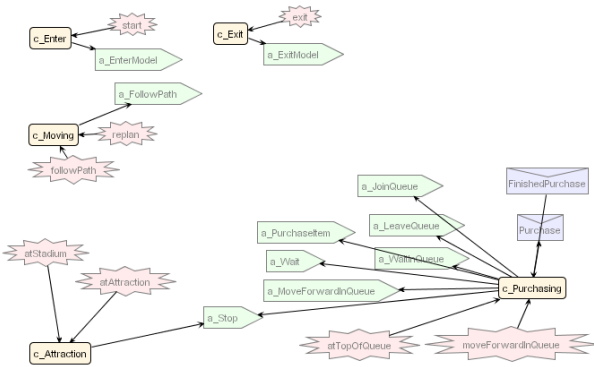 start
c_Enter
a_EnterModel
exit
c_Exit
a_ExitModel
a_FollowPath
c_Moving
replan
followPath
FinishedPurchase
a_JoinQueue
a_LeaveQueue
Purchase
a_PurchaseItem
a_WaitInQueue
a_Wait
a_MoveForwardInQueue
c_Purchasing
atStadium
atAttraction
a_Stop
atTopOfQueue
moveForwardInQueue
c_Attraction